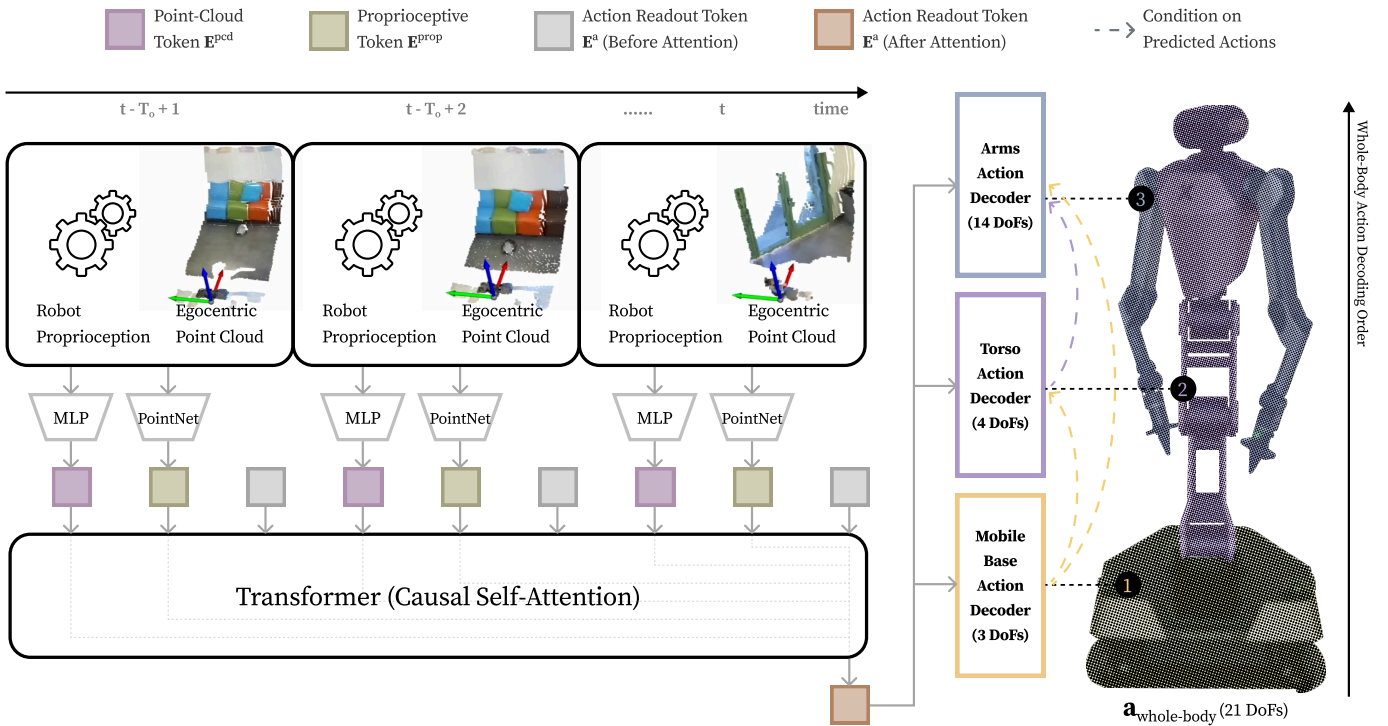 Point-Cloud
Token E^pcd
Proprioceptive
Token E^prop
Action Readout Token
E^a (Before Attention)
Action Readout Token
E^a (After Attention)
Condition on
Predicted Actions
t - T_o + 1
t - T_o + 2
......
t
time
Robot
Proprioception
Egocentric
Point Cloud
Robot
Proprioception
Egocentric
Point Cloud
Robot
Proprioception
Egocentric
Point Cloud
MLP
PointNet
MLP
PointNet
MLP
PointNet
Transformer (Causal Self-Attention)
Arms
Action
Decoder
(14 DoFs)
Torso
Action
Decoder
(4 DoFs)
Mobile
Base
Action
Decoder
(3 DoFs)
3
2
1
a_whole-body (21 DoFs)
Whole-Body Action Decoding Order